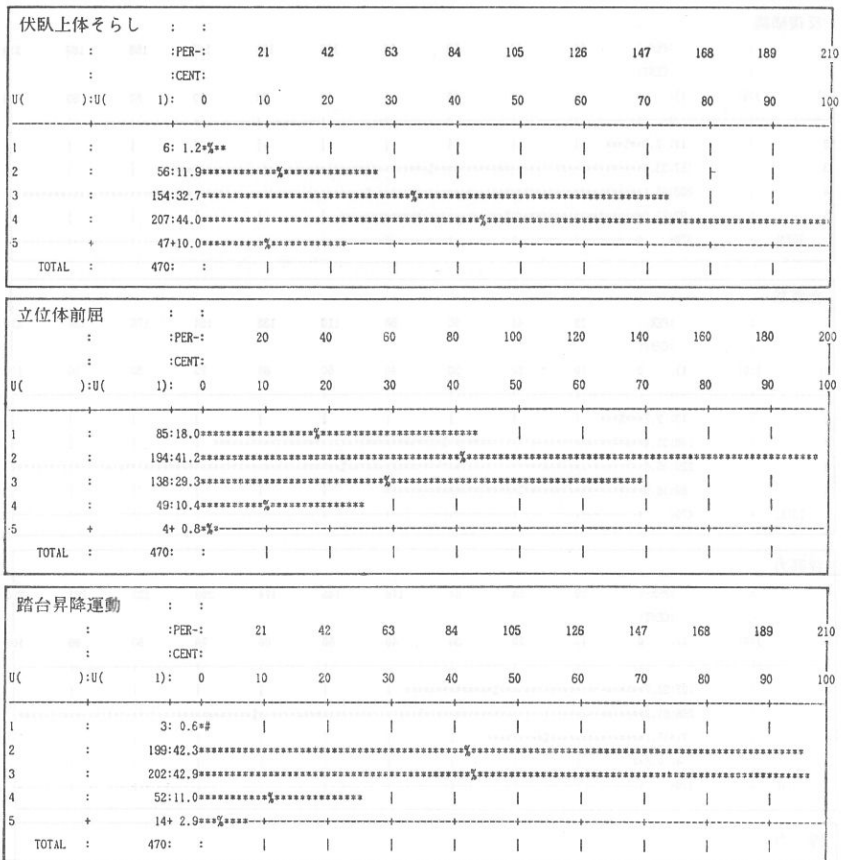 伏臥上体そらし : :
: :PER-: 21 42 63 84 105 126 147 168 189 210
: :CENT:
U( ):U( 1): 0 10 20 30 40 50 60 70 80 90 100
1 : 6: 1.2
2 : 56:11.9
3 : 154:32.7
4 : 207:44.0
5 + 47+10.0
TOTAL : 470: :
立位体前屈 : :
: :PER-: 20 40 60 80 100 120 140 160 180 200
: :CENT:
U( ):U( 1): 0 10 20 30 40 50 60 70 80 90 100
1 : 85:18.0
2 : 194:41.2
3 : 138:29.3
4 : 49:10.4
5 + 4+ 0.8
TOTAL : 470: :
踏台昇降運動 : :
: :PER-: 21 42 63 84 105 126 147 168 189 210
: :CENT:
U( ):U( 1): 0 10 20 30 40 50 60 70 80 90 100
1 : 3: 0.6
2 : 199:42.3
3 : 202:42.9
4 : 52:11.0
5 + 14+ 2.9
TOTAL : 470: :